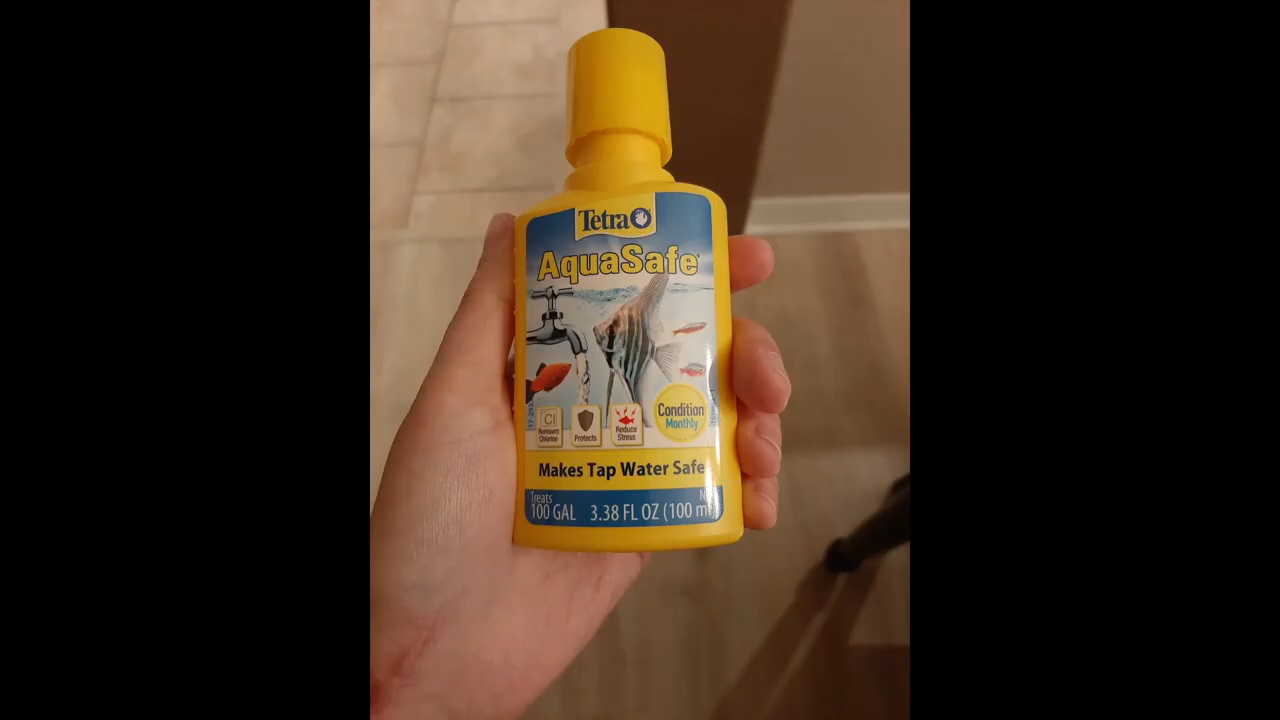 Tetra
AquaSafe
Cl
Removes
Chlorine
Protects
Reduce
Stress
Condition
Monthly
Makes Tap Water Safe
Treats
100 GAL 3.38 FL OZ (100 m